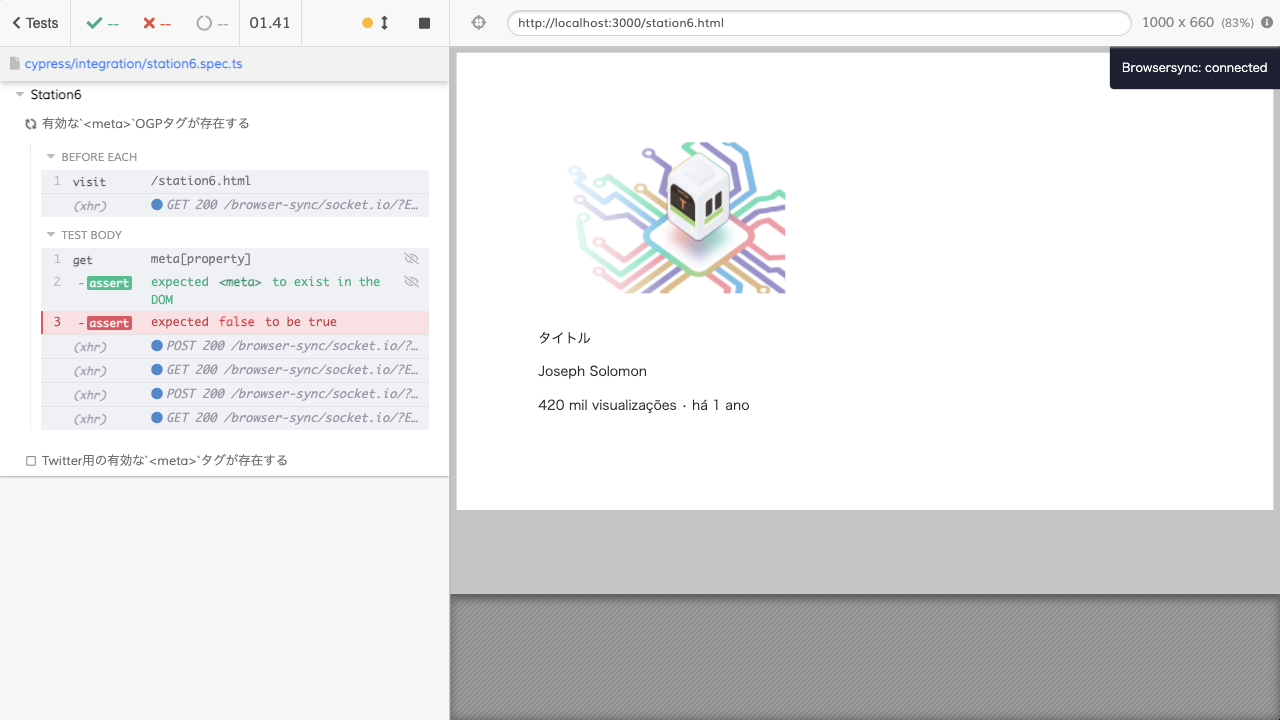 Tests
--
--
--
01.41
http://localhost:3000/station6.html
1000 x 660 (83%)
cypress/integration/station6.spec.ts
Browsersync: connected
Station6
有効な`<meta>`OGPタグが存在する
BEFORE EACH
1 visit /station6.html
(xhr) GET 200 /browser-sync/socket.io/?E…
TEST BODY
1 get meta[property]
2 -assert expected <meta> to exist in the
DOM
3 -assert expected false to be true
(xhr) POST 200 /browser-sync/socket.io/?…
(xhr) GET 200 /browser-sync/socket.io/?E…
(xhr) POST 200 /browser-sync/socket.io/?…
(xhr) GET 200 /browser-sync/socket.io/?E…
Twitter用の有効な`<meta>`タグが存在する
タイトル
Joseph Solomon
420 mil visualizações・há 1 ano